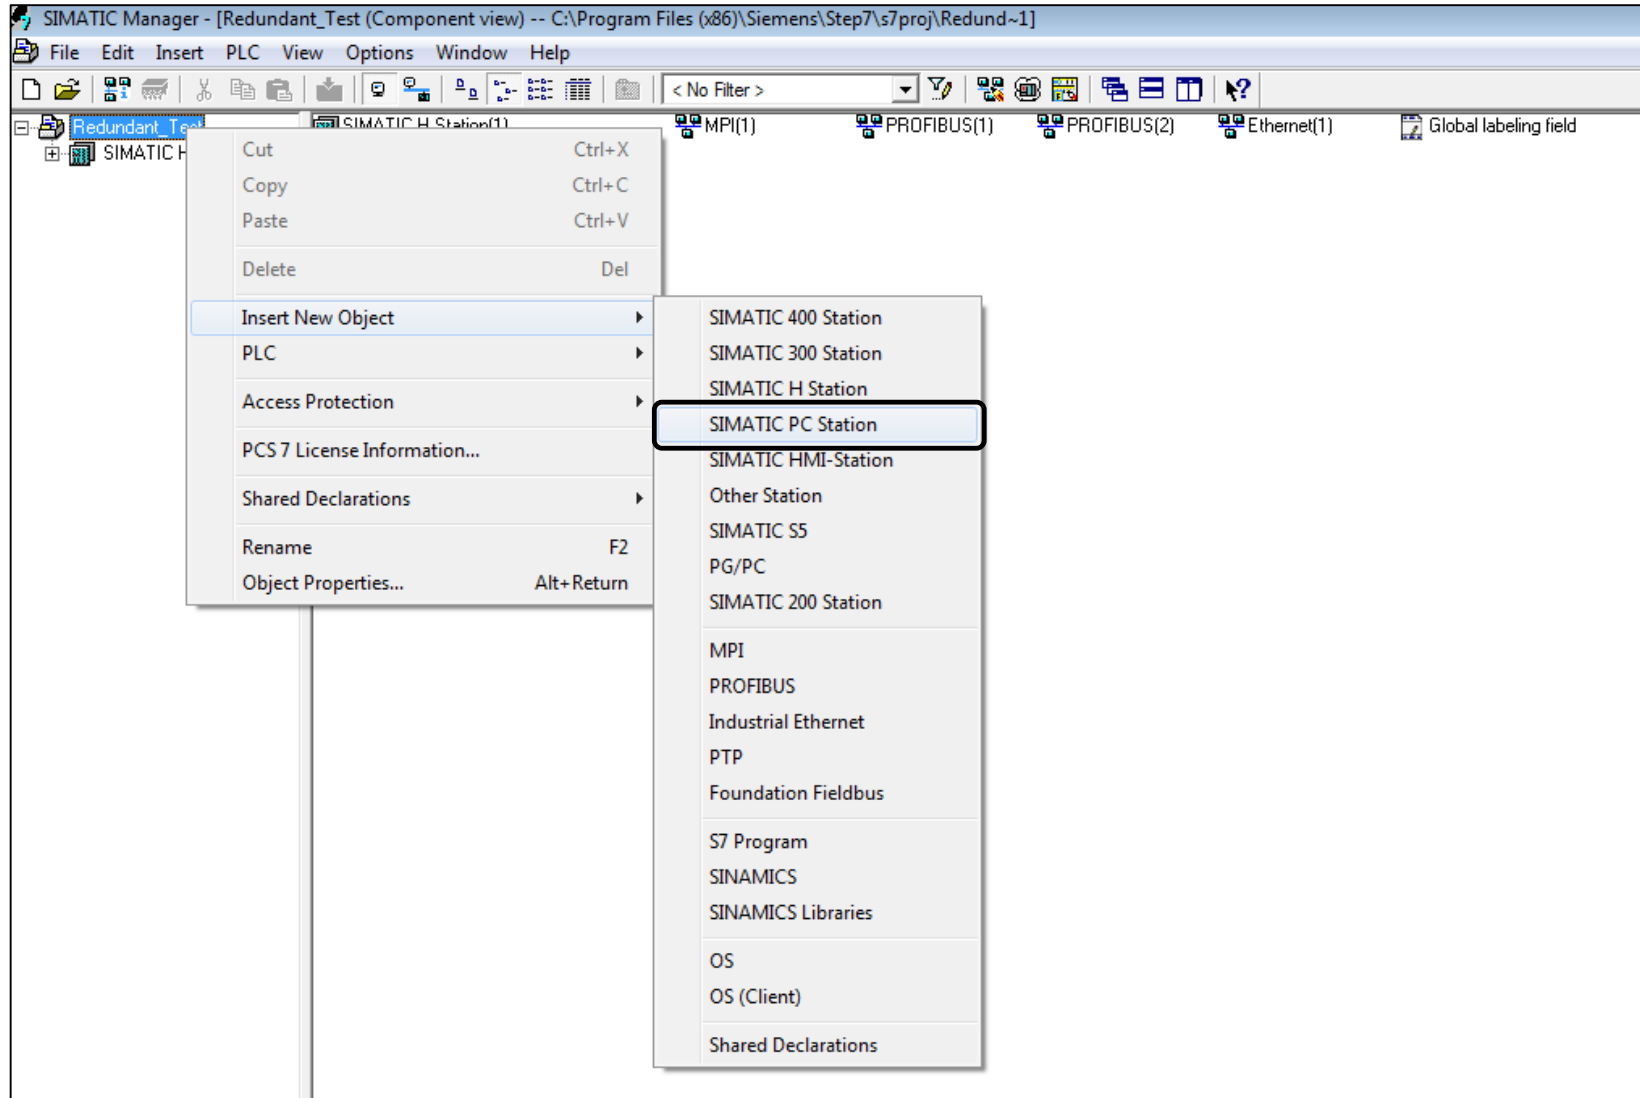 SIMATIC Manager - [Redundant_Test (Component view) -- C:\Program Files (x86)\Siemens\Step7\s7proj\Redund~1]
File Edit Insert PLC View Options Window Help
< No Filter >
Redundant_Test SIMATIC H Station(1) MPI(1) PROFIBUS(1) PROFIBUS(2) Ethernet(1) Global labeling field
SIMATIC H
Cut Ctrl+X
Copy Ctrl+C
Paste Ctrl+V
Delete Del
Insert New Object
PLC
Access Protection
PCS 7 License Information...
Shared Declarations
Rename F2
Object Properties... Alt+Return
SIMATIC 400 Station
SIMATIC 300 Station
SIMATIC H Station
SIMATIC PC Station
SIMATIC HMI-Station
Other Station
SIMATIC S5
PG/PC
SIMATIC 200 Station
MPI
PROFIBUS
Industrial Ethernet
PTP
Foundation Fieldbus
S7 Program
SINAMICS
SINAMICS Libraries
OS
OS (Client)
Shared Declarations